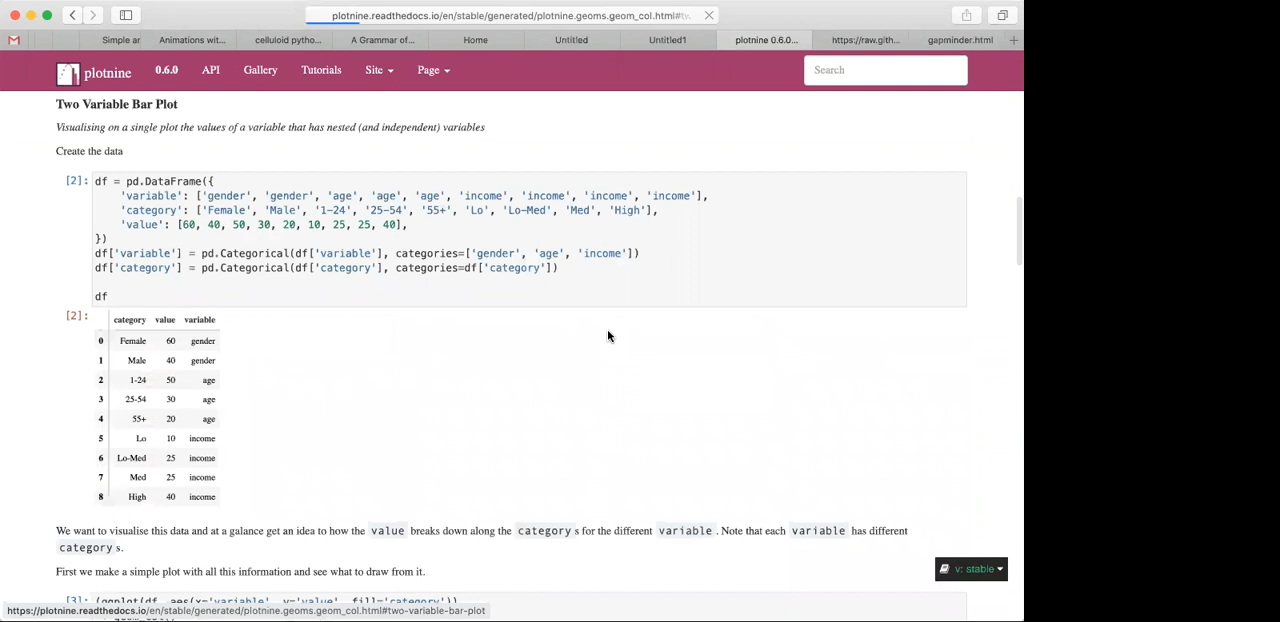 plotnine.readthedocs.io/en/stable/generated/plotnine.geoms.geom_col.html#tw
Simple ar
Animations wit...
celluloid pytho...
A Grammar of...
Home
Untitled
Untitled1
plotnine 0.6.0...
https://raw.gith...
gapminder.html
plotnine
0.6.0
API
Gallery
Tutorials
Site
Page
Search
Two Variable Bar Plot
Visualising on a single plot the values of a variable that has nested (and independent) variables
Create the data
[2]: df = pd.DataFrame({
'variable': ['gender', 'gender', 'age', 'age', 'age', 'income', 'income', 'income', 'income'],
'category': ['Female', 'Male', '1-24', '25-54', '55+', 'Lo', 'Lo-Med', 'Med', 'High'],
'value': [60, 40, 50, 30, 20, 10, 25, 25, 40],
})
df['variable'] = pd.Categorical(df['variable'], categories=['gender', 'age', 'income'])
df['category'] = pd.Categorical(df['category'], categories=df['category'])
df
[2]: category value variable
0 Female 60 gender
1 Male 40 gender
2 1-24 50 age
3 25-54 30 age
4 55+ 20 age
5 Lo 10 income
6 Lo-Med 25 income
7 Med 25 income
8 High 40 income
We want to visualise this data and at a galance get an idea to how the value breaks down along the category s for the different variable . Note that each variable has different
category s.
v: stable
First we make a simple plot with all this information and see what to draw from it.
[3]: (ggplot(df, aes(x='variable', y='value', fill='category'))
https://plotnine.readthedocs.io/en/stable/generated/plotnine.geoms.geom_col.html#two-variable-bar-plot